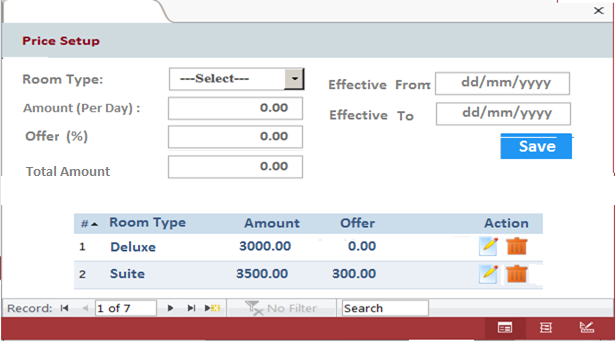 Price Setup
Room Type: ---Select--- Effective From dd/mm/yyyy
Amount (Per Day) : 0.00 Effective To dd/mm/yyyy
Offer (%) 0.00 Save
Total Amount 0.00
# Room Type Amount Offer Action
1 Deluxe 3000.00 0.00
2 Suite 3500.00 300.00
Record: 1 of 7 No Filter Search